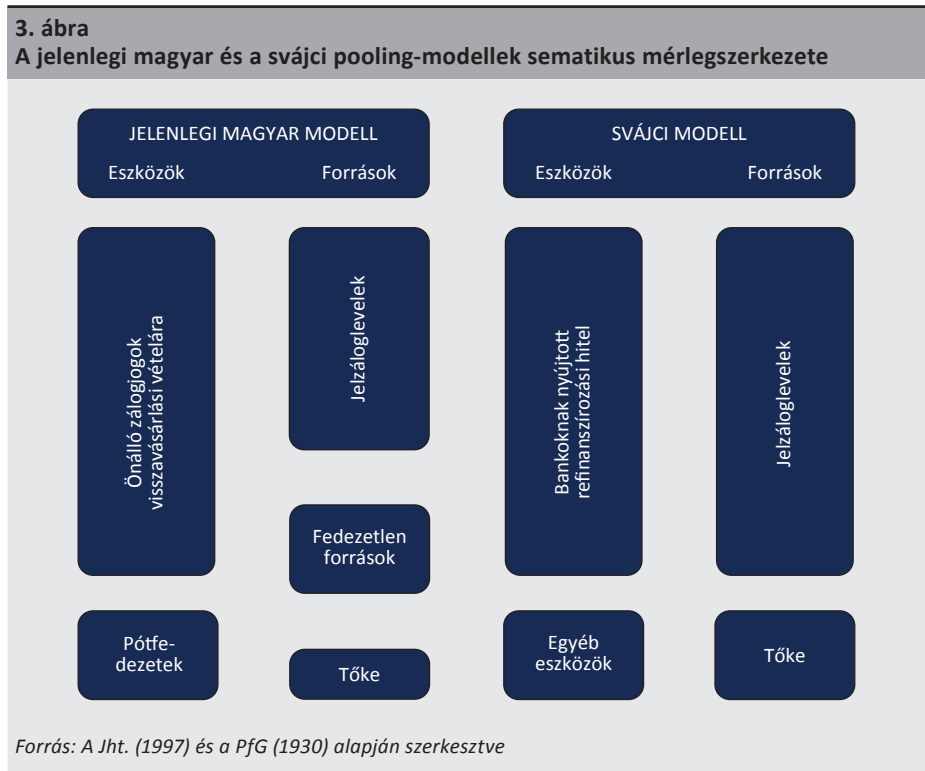 3. ábra
A jelenlegi magyar és a svájci pooling-modellek sematikus mérlegszerkezete
JELENLEGI MAGYAR MODELL
Eszközök
Források
Önálló zálogjogok
visszavásárlási vételára
Jelzáloglevelek
Fedezetlen
források
Pótfe-
dezetek
Tőke
SVÁJCI MODELL
Eszközök
Források
Bankoknak nyújtott
refinanszírozási hitel
Jelzáloglevelek
Egyéb
eszközök
Tőke
Forrás: A Jht. (1997) és a PfG (1930) alapján szerkesztve